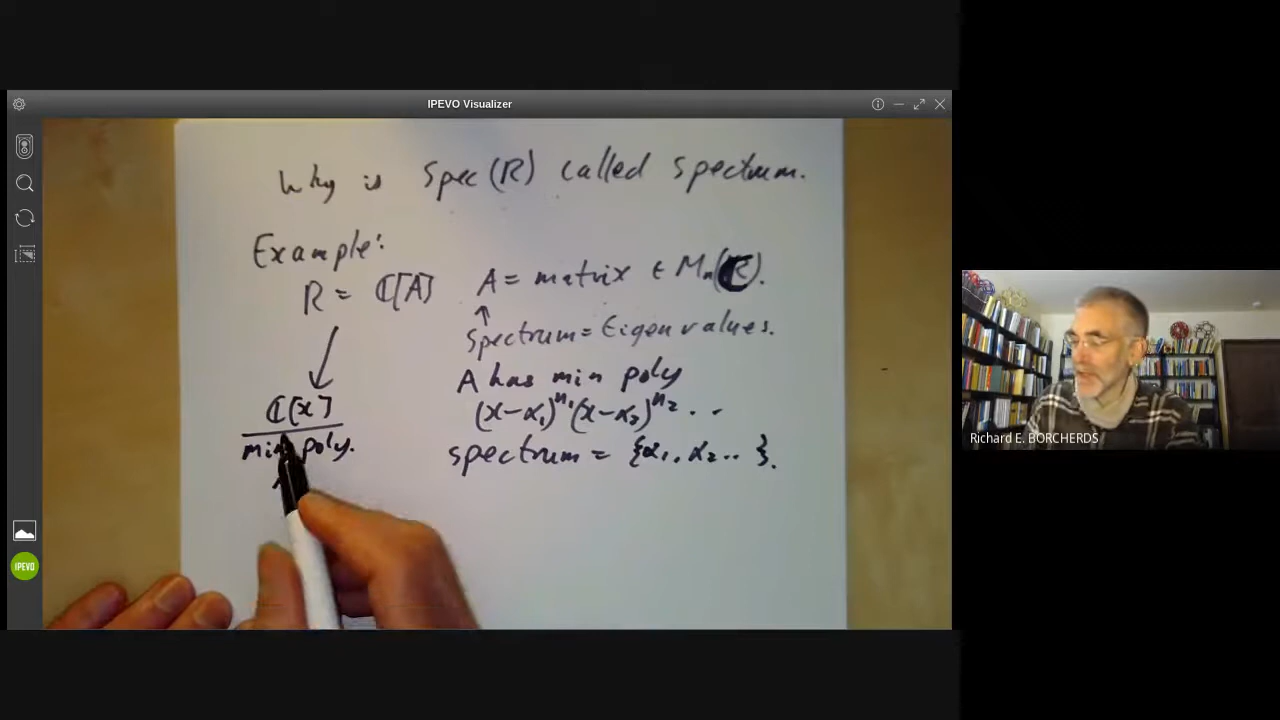 IPEVO Visualizer
Why is Spec(R) called spectrum.
Example:
R = ℂ[A] A = matrix ∈ Mₙ(ℂ).
↑
spectrum = Eigenvalues.
A has min poly
ℂ[x] (x-α₁)ⁿ¹(x-α₂)ⁿ² . .
min poly. spectrum = {α₁, α₂ .. }.
Richard E. BORCHERDS
IPEVO